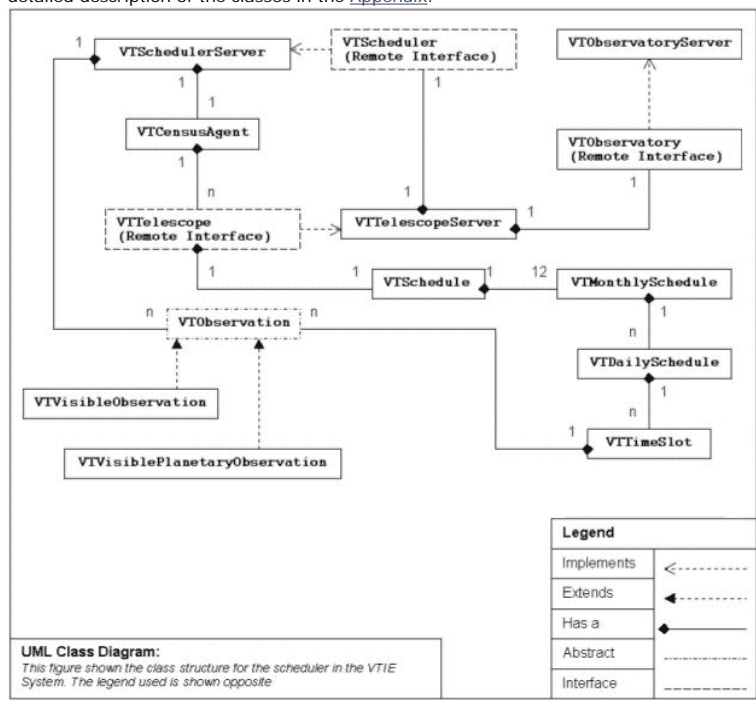 detailed description of the classes in the Appendix.
1
VTSchedulerServer
VTScheduler
(Remote Interface)
VTObservatoryServer
1
1
1
VTCensusAgent
VTObservatory
(Remote Interface)
1
1
n
1
1
VTTelescope
(Remote Interface)
VTTelescopeServer
1
1
1
VTSchedule
1
12
VTMonthlySchedule
n
VTObservation
n
1
n
VTDailySchedule
VTVisibleObservation
1
n
1
VTTimeSlot
VTVisiblePlanetaryObservation
Legend
Implements
Extends
Has a
Abstract
Interface
UML Class Diagram:
This figure shown the class structure for the scheduler in the VTIE
System. The legend used is shown opposite